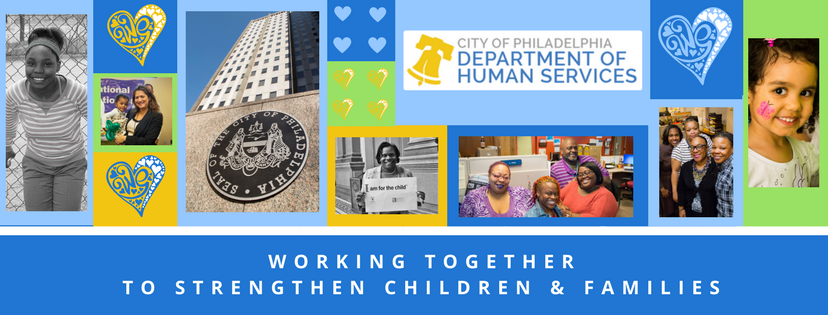 CITY OF PHILADELPHIA
DEPARTMENT OF
HUMAN SERVICES
SEAL OF THE CITY OF PHILADELPHIA
I am for the child
WORKING TOGETHER
TO STRENGTHEN CHILDREN & FAMILIES